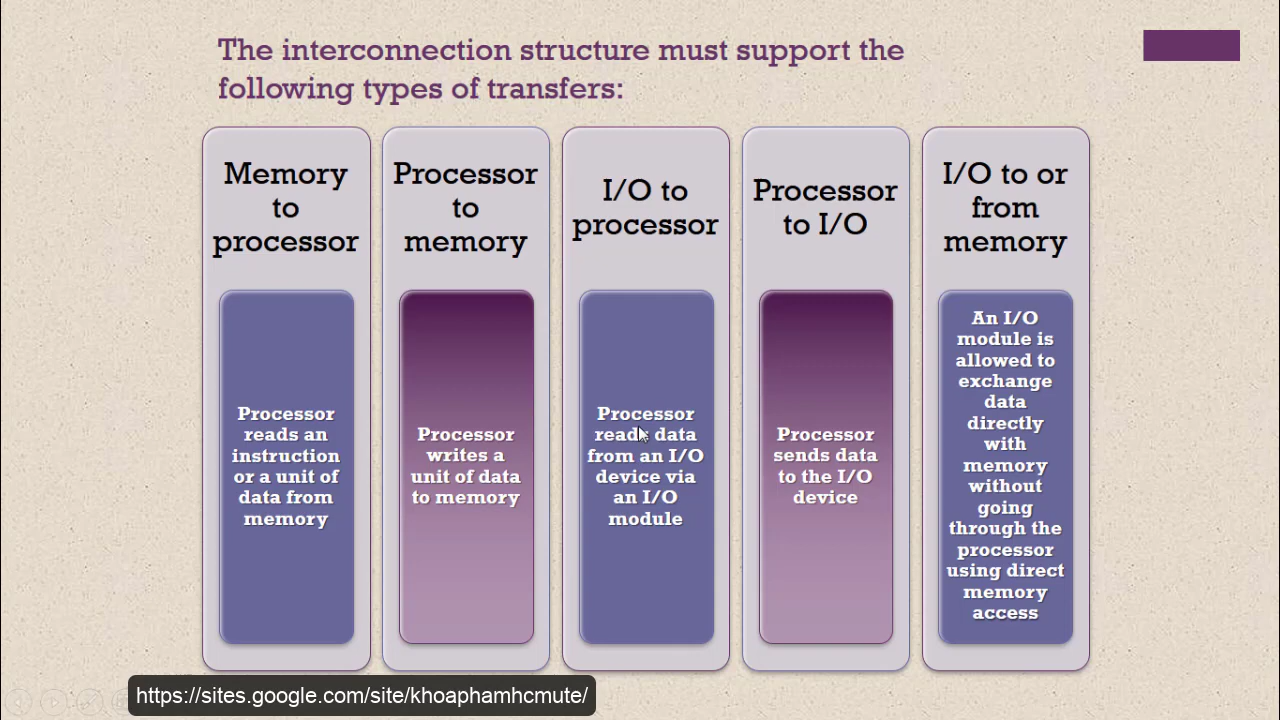 The interconnection structure must support the
following types of transfers:
Memory
to
processor
Processor
reads an
instruction
or a unit of
data from
memory
Processor
to
memory
Processor
writes a
unit of data
to memory
I/O to
processor
Processor
reads data
from an I/O
device via
an I/O
module
Processor
to I/O
Processor
sends data
to the I/O
device
I/O to or
from
memory
An I/O
module is
allowed to
exchange
data
directly
with
memory
without
going
through the
processor
using direct
memory
access
https://sites.google.com/site/khoaphamhcmute/